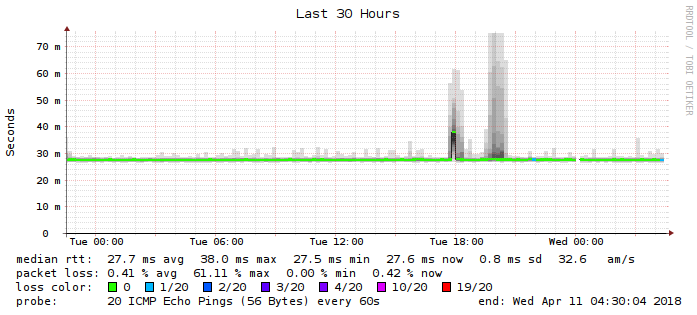 Last 30 Hours
RRDTOOL / TOBI OETIKER
Seconds
70 m
60 m
50 m
40 m
30 m
20 m
10 m
0
Tue 00:00 Tue 06:00 Tue 12:00 Tue 18:00 Wed 00:00
median rtt: 27.7 ms avg 38.0 ms max 27.5 ms min 27.6 ms now 0.8 ms sd 32.6 am/s
packet loss: 0.41 % avg 61.11 % max 0.00 % min 0.42 % now
loss color: 0 1/20 2/20 3/20 4/20 10/20 19/20
probe: 20 ICMP Echo Pings (56 Bytes) every 60s end: Wed Apr 11 04:30:04 2018